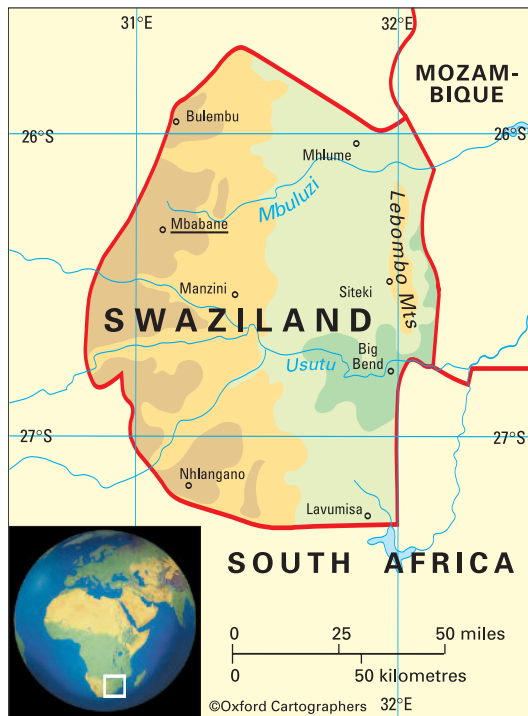 31°E
32°E
MOZAM-
BIQUE
26°S
26°S
Bulembu
Mhlume
Mbuluzi
Lebombo Mts
Mbabane
Manzini
Siteki
SWAZILAND
Big
Bend
Usutu
27°S
27°S
Nhlangano
Lavumisa
SOUTH AFRICA
0 25 50 miles
0 50 kilometres
©Oxford Cartographers
32°E